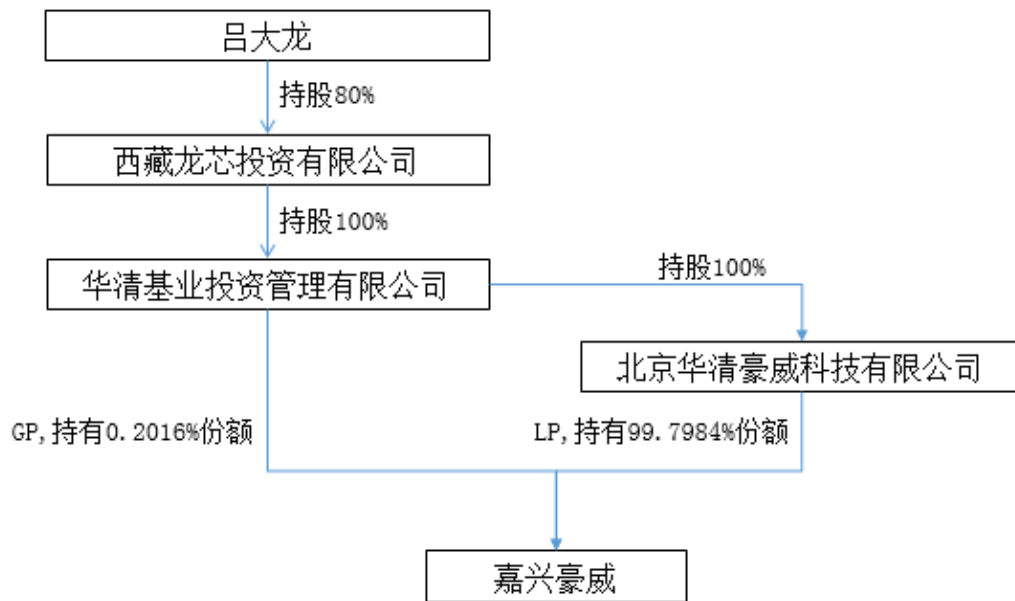 吕大龙
持股80%
西藏龙芯投资有限公司
持股100%
华清基业投资管理有限公司
持股100%
北京华清豪威科技有限公司
GP,持有0.2016%份额
LP,持有99.7984%份额
嘉兴豪威